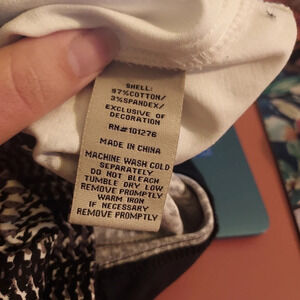 SHELL:
97%COTTON/
3%SPANDEX/
EXCLUSIVE OF
DECORATION
RN#101276
MADE IN CHINA
MACHINE WASH COLD
SEPARATELY
DO NOT BLEACH
TUMBLE DRY LOW
REMOVE PROMPTLY
WARM IRON
IF NECESSARY
REMOVE PROMPTLY